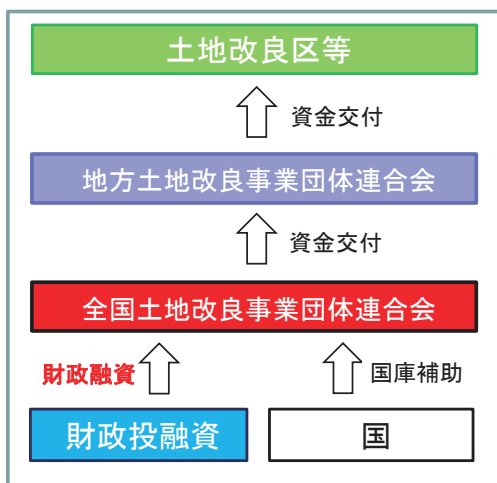 土地改良区等
資金交付
地方土地改良事業団体連合会
資金交付
全国土地改良事業団体連合会
財政融資
国庫補助
財政投融資
国